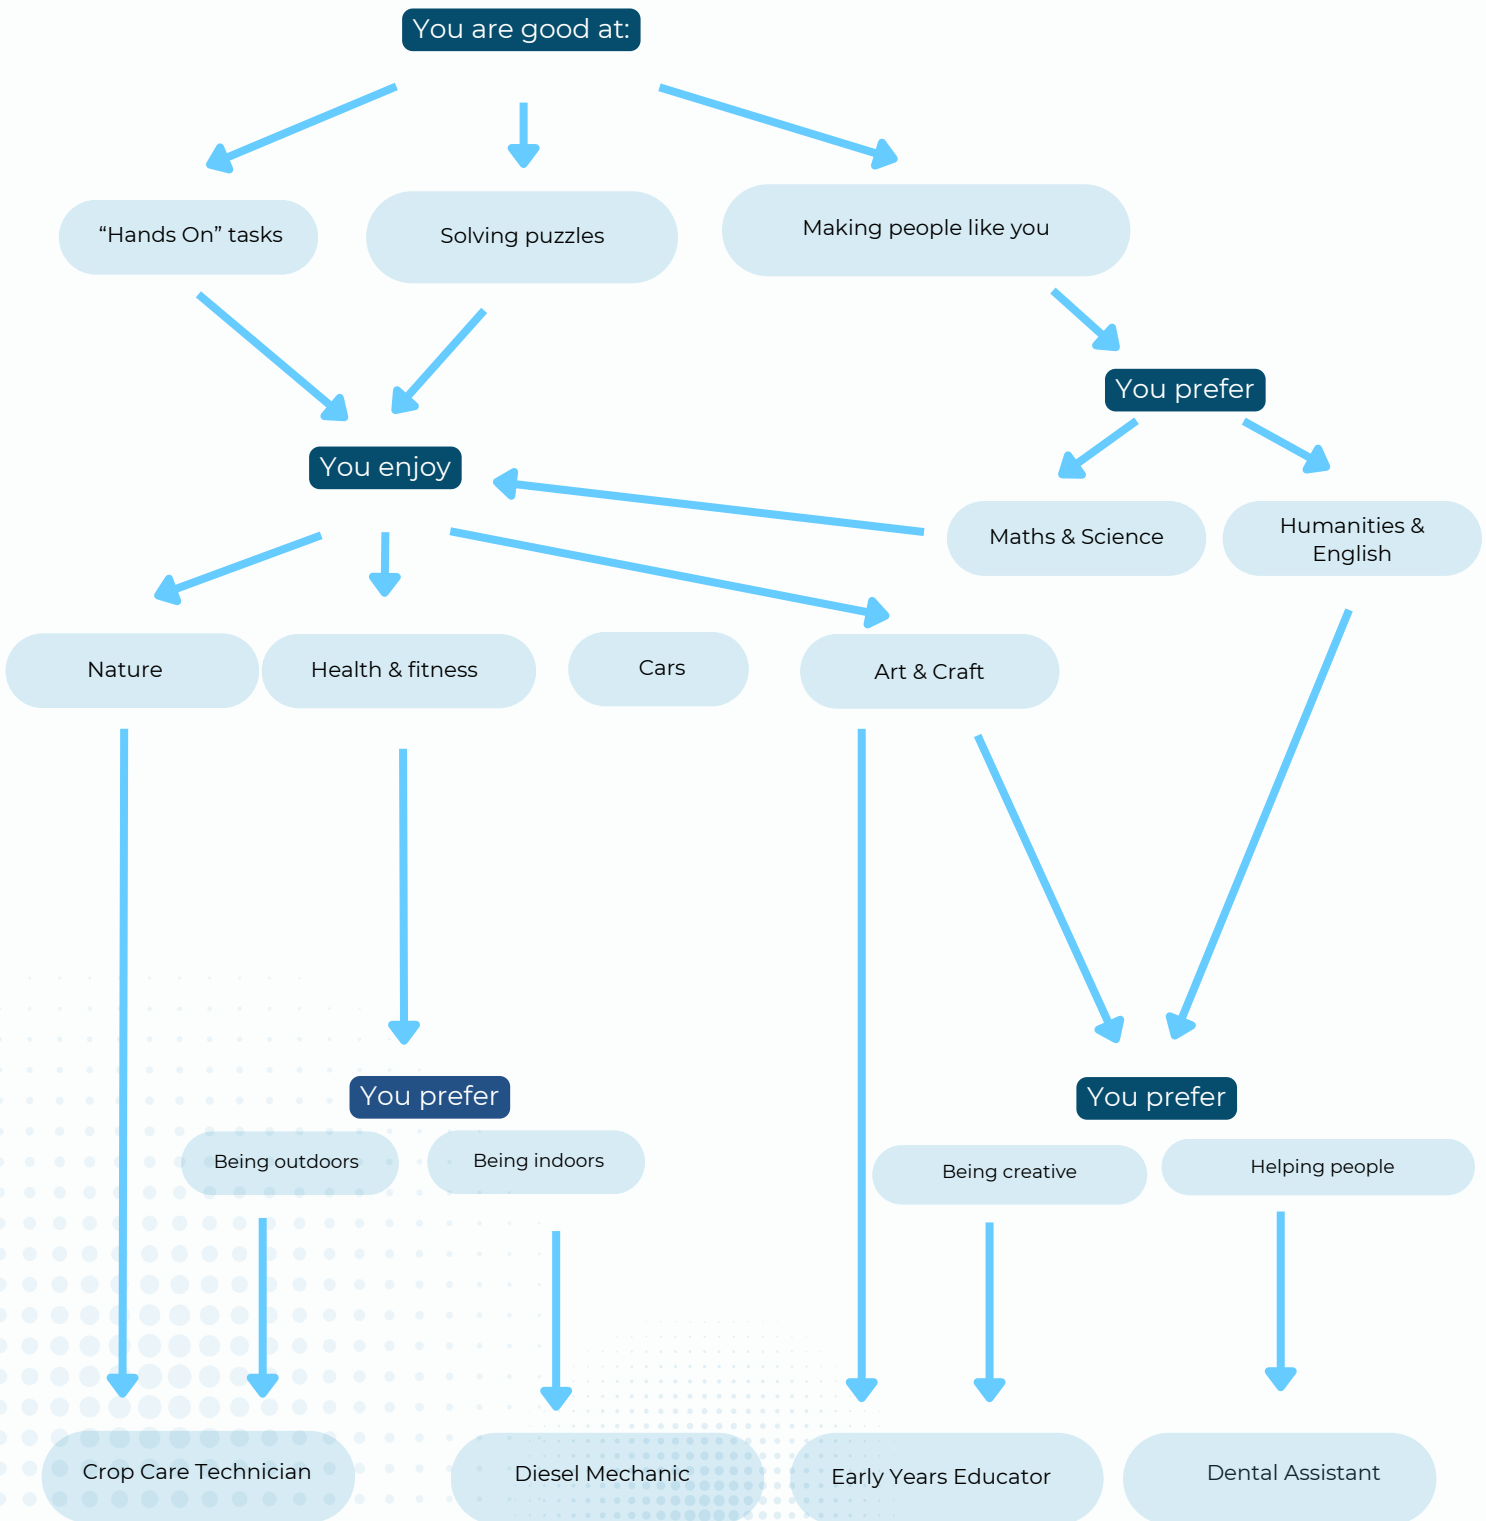 You are good at:
“Hands On” tasks
Solving puzzles
Making people like you
You prefer
You enjoy
Maths & Science
Humanities &
English
Nature
Health & fitness
Cars
Art & Craft
You prefer
Being outdoors
Being indoors
You prefer
Being creative
Helping people
Crop Care Technician
Diesel Mechanic
Early Years Educator
Dental Assistant